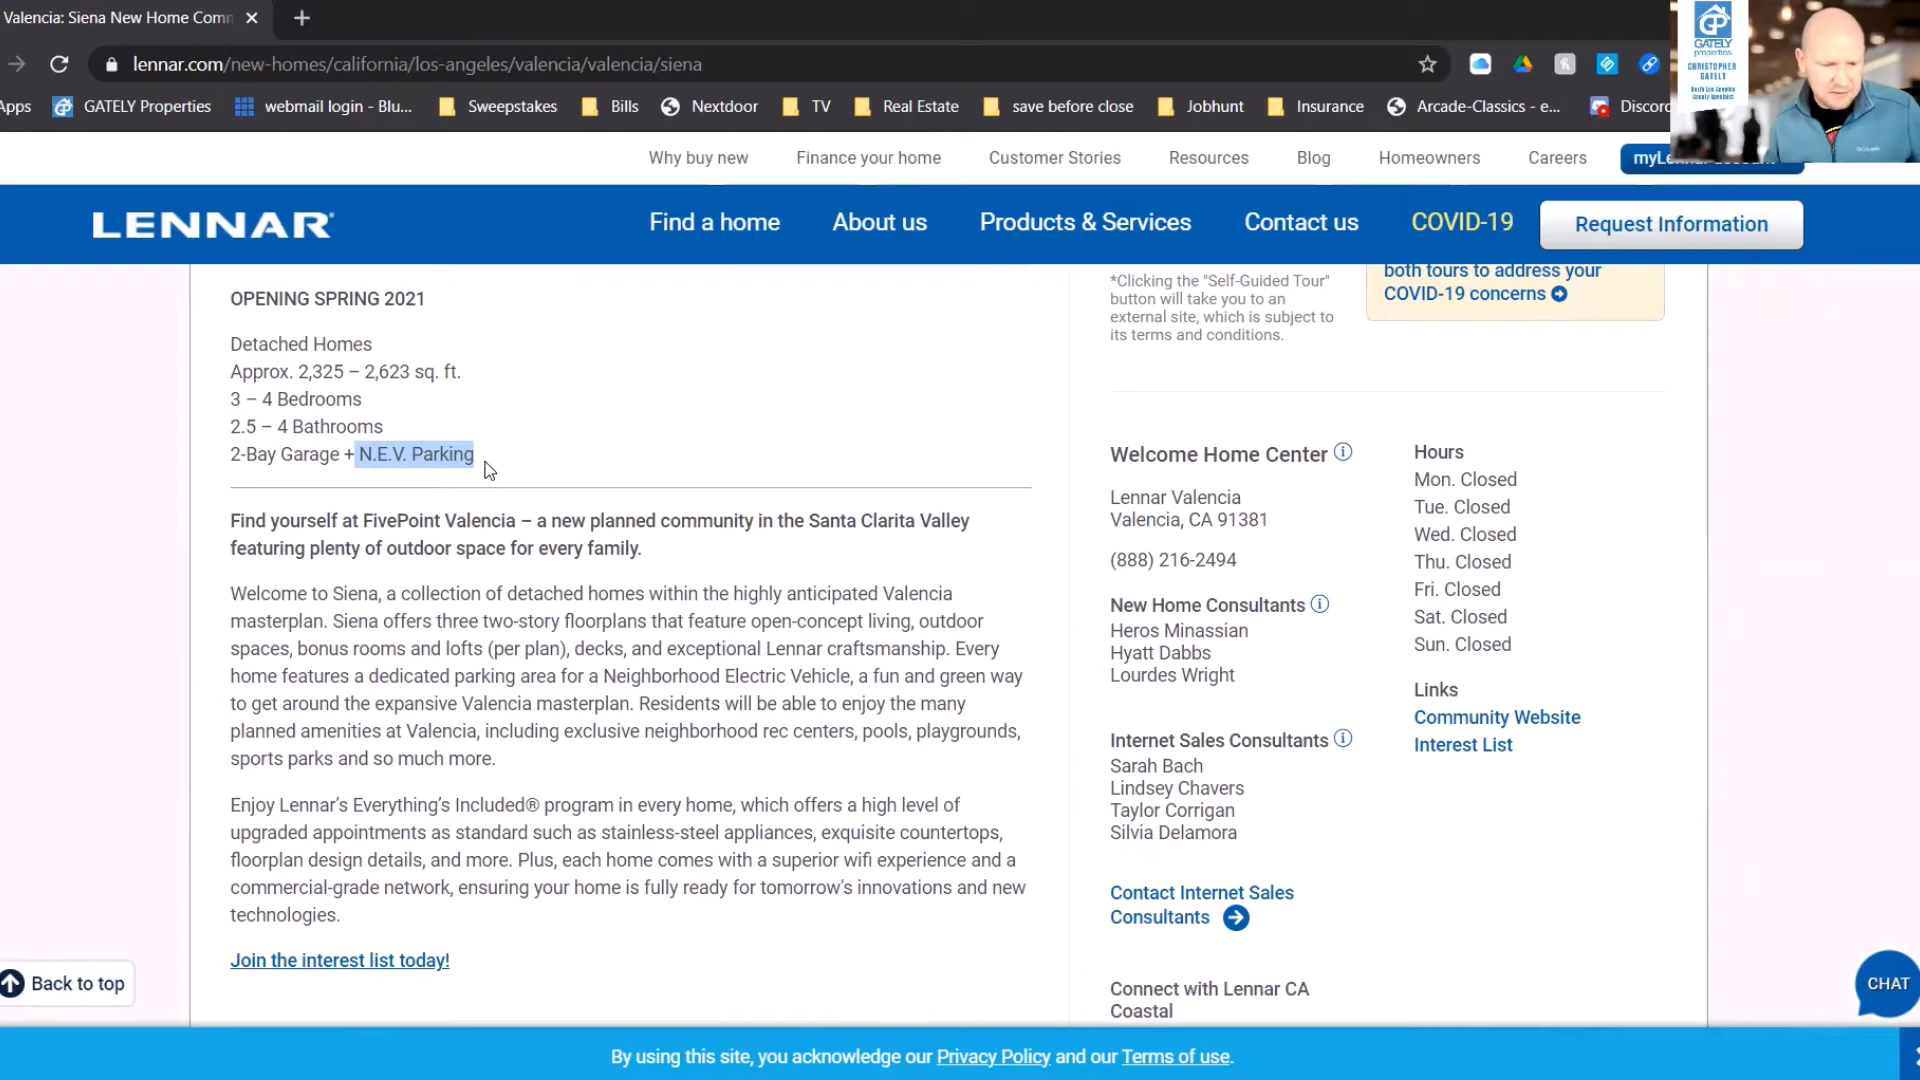 Valencia: Siena New Home Com
lennar.com/new-homes/california/los-angeles/valencia/valencia/siena
Apps
GATELY Properties
webmail login - Blu...
Sweepstakes
Bills
Nextdoor
TV
Real Estate
save before close
Jobhunt
Insurance
Arcade-Classics - e...
Discor
GP
GATELY
properties
CHRISTOPHER
GATELY
Why buy new
Finance your home
Customer Stories
Resources
Blog
Homeowners
Careers
LENNAR
Find a home
About us
Products & Services
Contact us
COVID-19
Request Information
OPENING SPRING 2021
Detached Homes
Approx. 2,325 – 2,623 sq. ft.
3 – 4 Bedrooms
2.5 – 4 Bathrooms
2-Bay Garage + N.E.V. Parking
Find yourself at FivePoint Valencia – a new planned community in the Santa Clarita Valley
featuring plenty of outdoor space for every family.
Welcome to Siena, a collection of detached homes within the highly anticipated Valencia
masterplan. Siena offers three two-story floorplans that feature open-concept living, outdoor
spaces, bonus rooms and lofts (per plan), decks, and exceptional Lennar craftsmanship. Every
home features a dedicated parking area for a Neighborhood Electric Vehicle, a fun and green way
to get around the expansive Valencia masterplan. Residents will be able to enjoy the many
planned amenities at Valencia, including exclusive neighborhood rec centers, pools, playgrounds,
sports parks and so much more.
Enjoy Lennar's Everything's Included® program in every home, which offers a high level of
upgraded appointments as standard such as stainless-steel appliances, exquisite countertops,
floorplan design details, and more. Plus, each home comes with a superior wifi experience and a
commercial-grade network, ensuring your home is fully ready for tomorrow's innovations and new
technologies.
Join the interest list today!
*Clicking the "Self-Guided Tour"
button will take you to an
external site, which is subject to
its terms and conditions.
both tours to address your
COVID-19 concerns
Welcome Home Center
Lennar Valencia
Valencia, CA 91381
(888) 216-2494
New Home Consultants
Heros Minassian
Hyatt Dabbs
Lourdes Wright
Internet Sales Consultants
Sarah Bach
Lindsey Chavers
Taylor Corrigan
Silvia Delamora
Contact Internet Sales
Consultants
Connect with Lennar CA
Coastal
Hours
Mon. Closed
Tue. Closed
Wed. Closed
Thu. Closed
Fri. Closed
Sat. Closed
Sun. Closed
Links
Community Website
Interest List
Back to top
CHAT
By using this site, you acknowledge our Privacy Policy and our Terms of use.